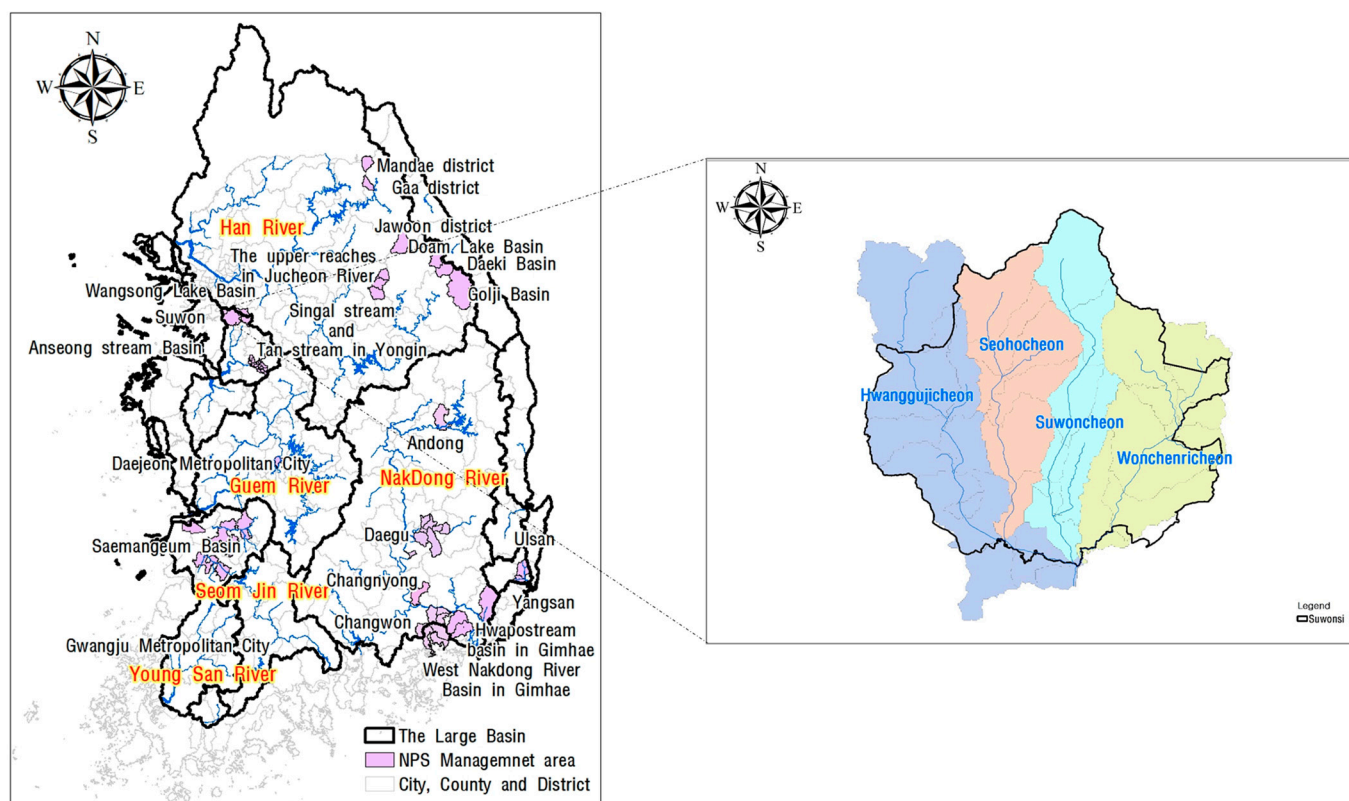 N
W E
S
Mandae district
Gaa district
Han River
Jawoon district
Doam Lake Basin
The upper reaches
in Jucheon River
Daeki Basin
Wangsong Lake Basin
Golji Basin
Suwon
Singal stream
and
Anseong stream Basin
Tan stream in Yongin
Andong
Daejeon Metropolitan City
Guem River
NakDong River
Daegu
Ulsan
Saemangeum Basin
Changnyong
Seom Jin River
Yangsan
Changwon
Hwapostream
basin in Gimhae
Gwangju Metropolitan City
West Nakdong River
Basin in Gimhae
Young San River
The Large Basin
NPS Managemnet area
City, County and District
N
W E
S
Seohocheon
Hwanggujicheon
Suwoncheon
Wonchenricheon
Legend
Suwonsi